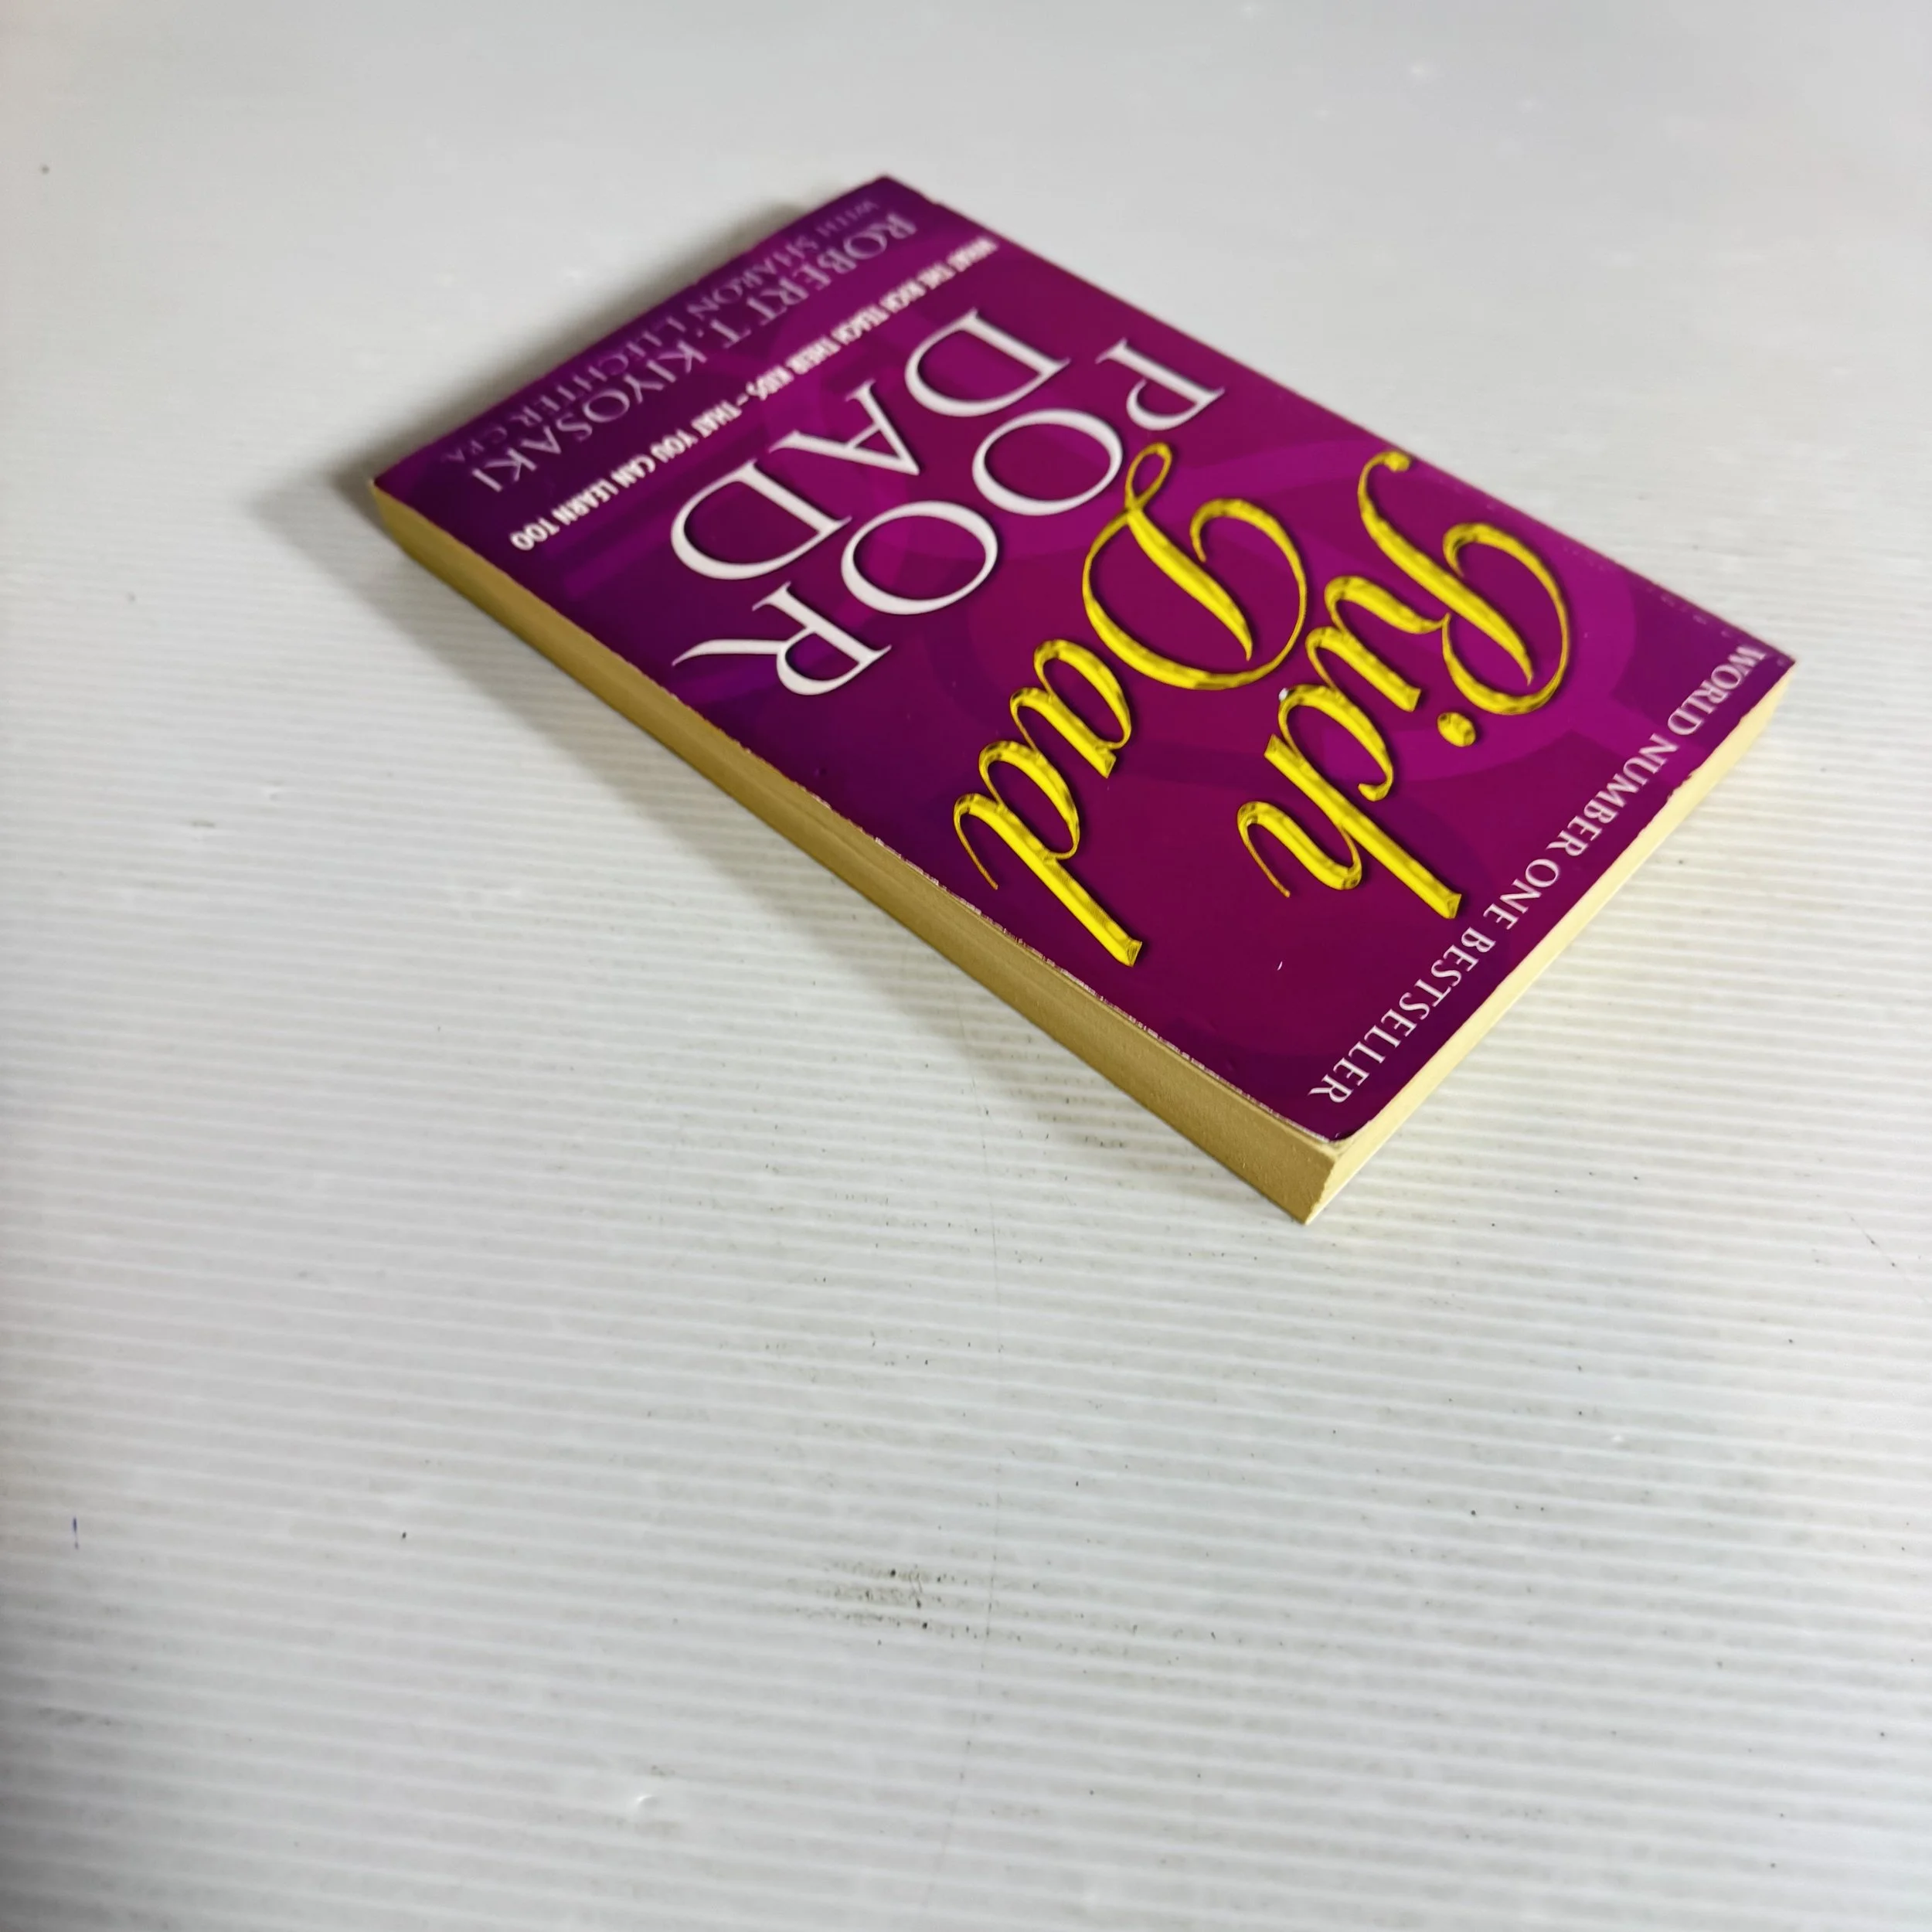 WORLD NUMBER ONE BESTSELLER
Rich
Dad
POOR
DAD
WHAT THE RICH TEACH THEIR KIDS - THAT YOU CAN LEARN TOO
ROBERT T. KIYOSAKI
WITH SHARON L. LECHTER C.P.A.